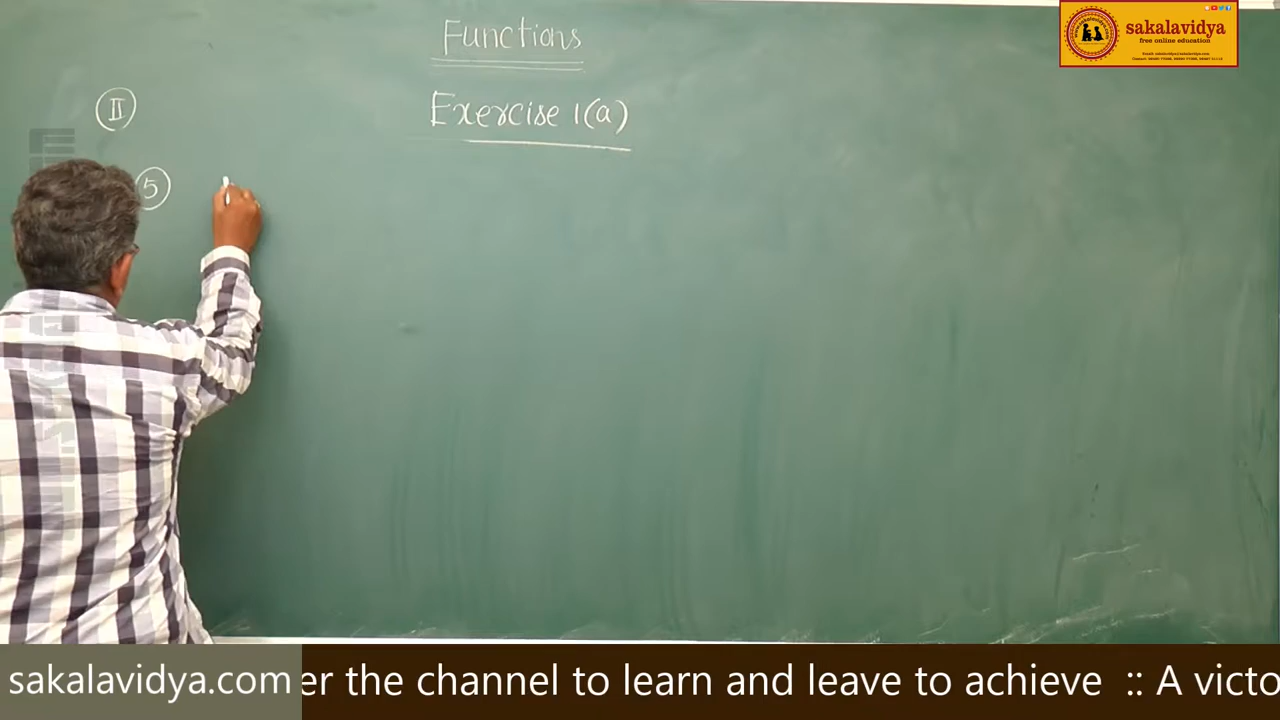 Functions
sakalavidya
free online education
II
Exercise 1(a)
5
sakalavidya.com
er the channel to learn and leave to achieve :: A victo